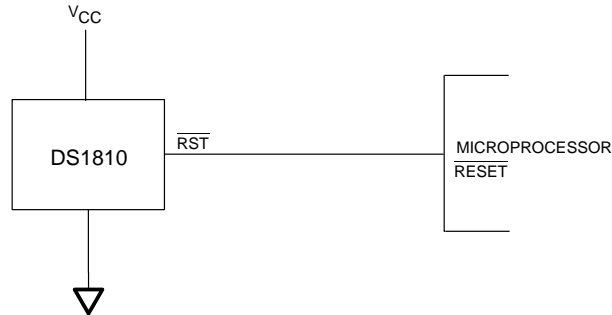 VCC
DS1810
RST
MICROPROCESSOR
RESET